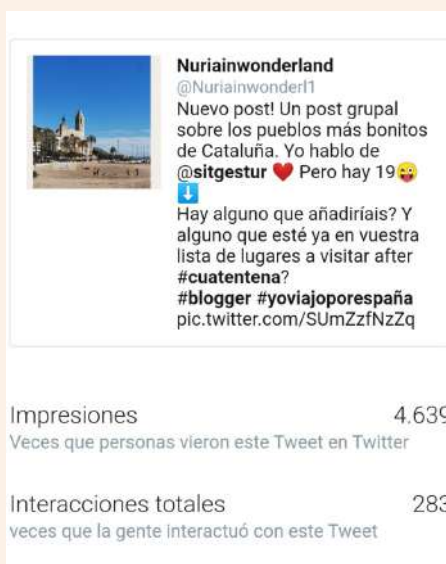 Nuriainwonderland
@Nuriainwonderl1
Nuevo post! Un post grupal
sobre los pueblos más bonitos
de Cataluña. Yo hablo de
@sitgestur ❤️ Pero hay 19😜
⬇️
Hay alguno que añadiríais? Y
alguno que esté ya en vuestra
lista de lugares a visitar after
#cuatentena?
#blogger #yoviajoporespaña
pic.twitter.com/SUmZzfNzZq
Impresiones 4.639
Veces que personas vieron este Tweet en Twitter
Interacciones totales 283
veces que la gente interactuó con este Tweet